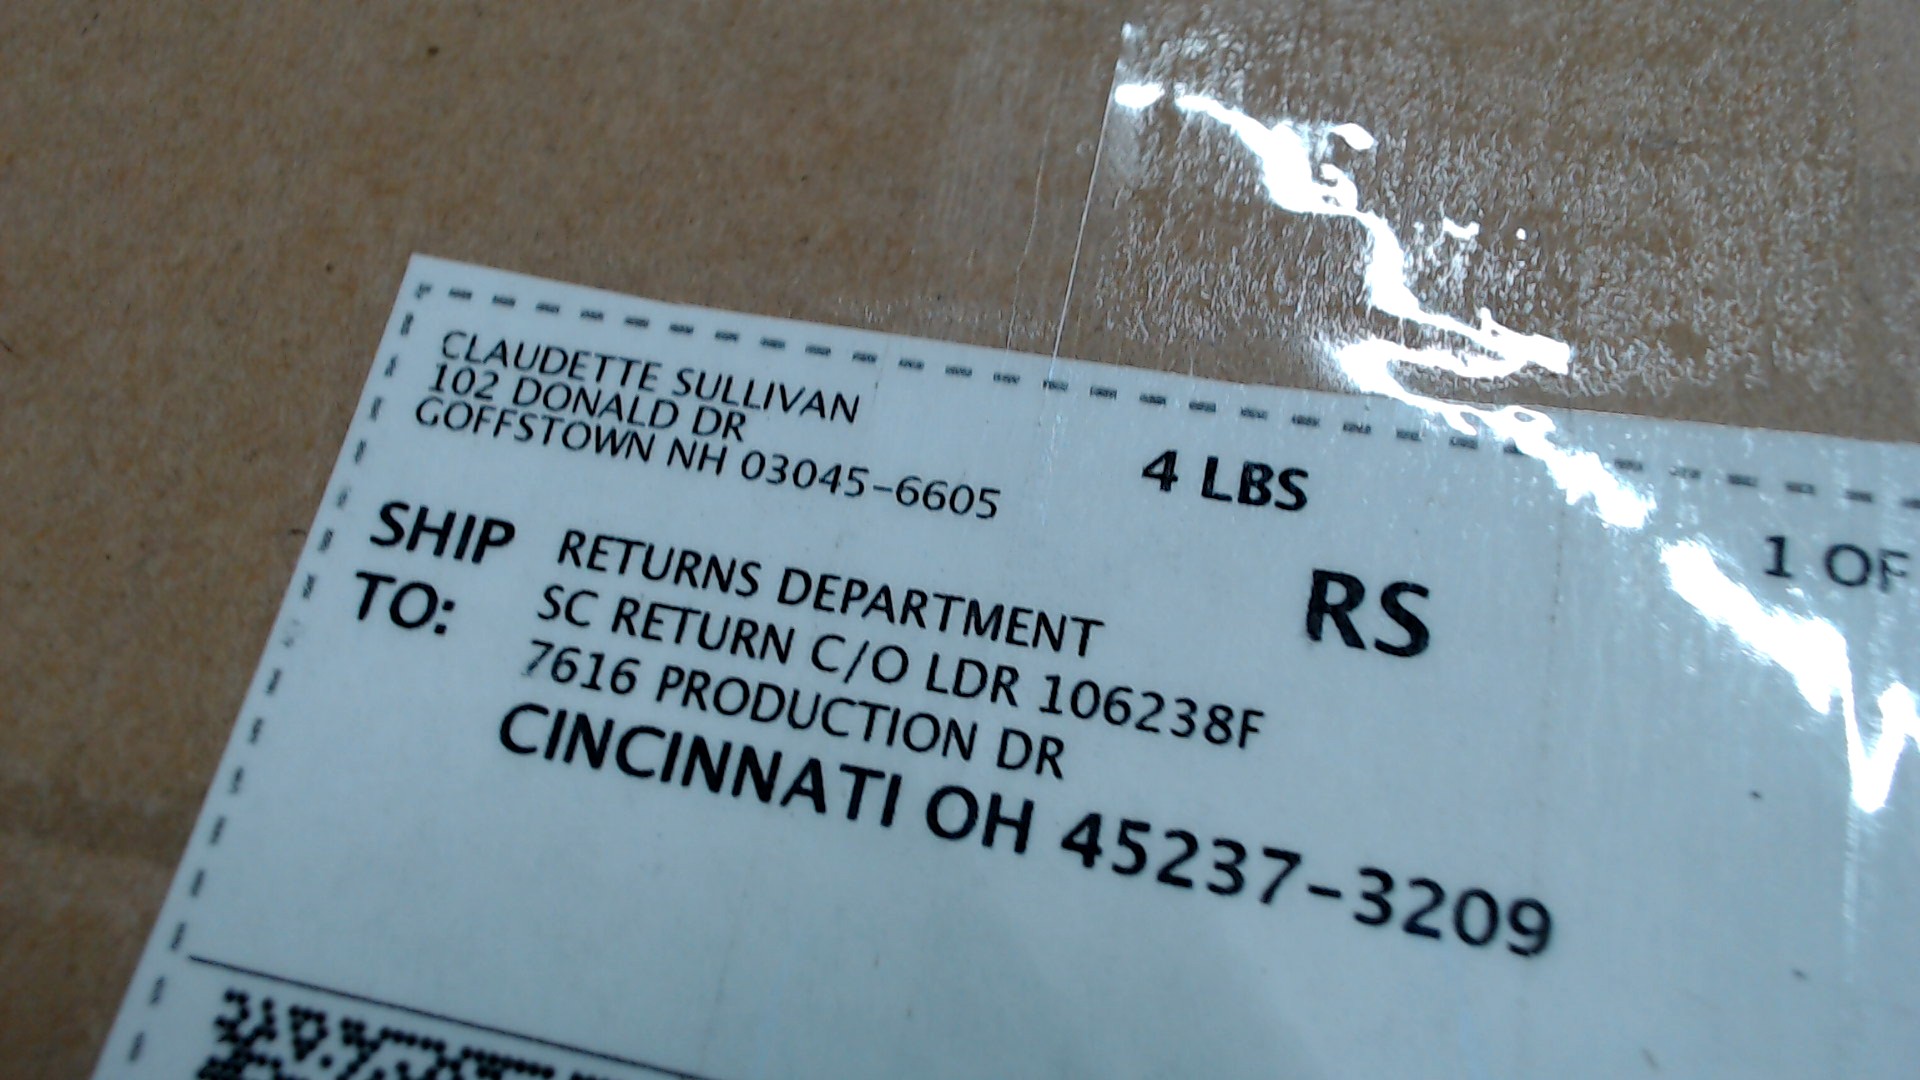 CLAUDETTE SULLIVAN
102 DONALD DR
GOFFSTOWN NH 03045-6605
4 LBS
1 OF
RS
SHIP TO:
RETURNS DEPARTMENT
SC RETURN C/O LDR 106238F
7616 PRODUCTION DR
CINCINNATI OH 45237-3209